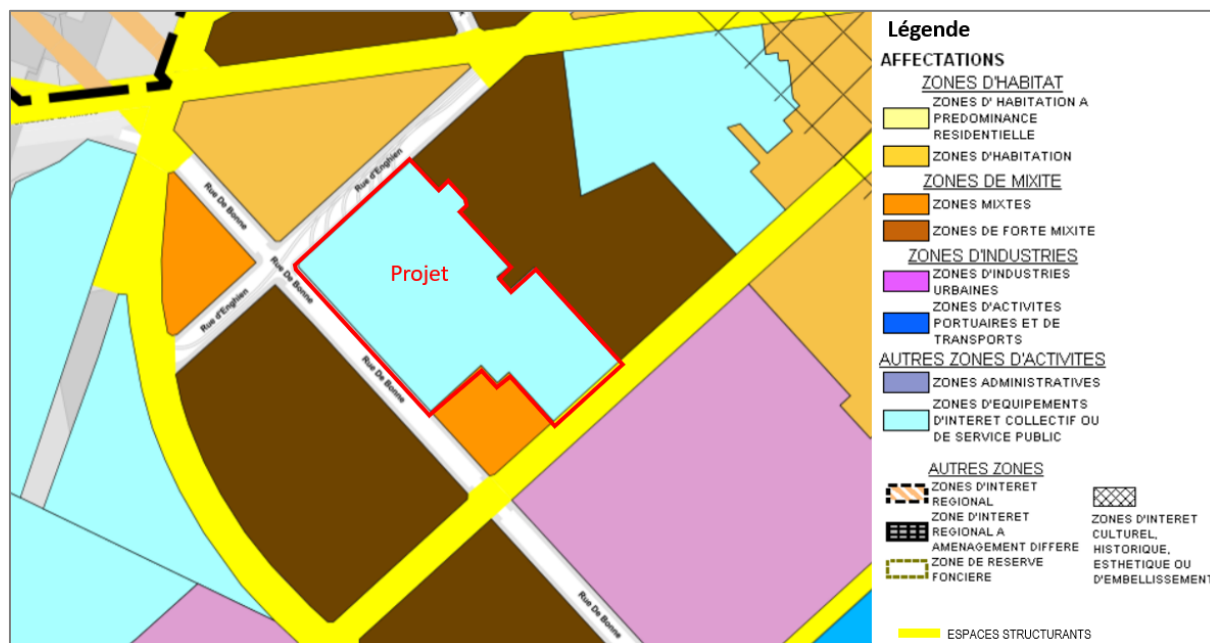 Rue De Bonne
Rue d'Enghien
Rue De Bonne
Rue d'Enghien
Projet
Rue De Bonne
Rue De Bonne
Légende
AFFECTATIONS
ZONES D'HABITAT
ZONES D' HABITATION A
PREDOMINANCE
RESIDENTIELLE
ZONES D'HABITATION
ZONES DE MIXITE
ZONES MIXTES
ZONES DE FORTE MIXITE
ZONES D'INDUSTRIES
ZONES D'INDUSTRIES
URBAINES
ZONES D'ACTIVITES
PORTUAIRES ET DE
TRANSPORTS
AUTRES ZONES D'ACTIVITES
ZONES ADMINISTRATIVES
ZONES D'EQUIPEMENTS
D'INTERET COLLECTIF OU
DE SERVICE PUBLIC
AUTRES ZONES
ZONES D'INTERET
REGIONAL
ZONE D'INTERET
REGIONAL A
AMENAGEMENT DIFFERE
ZONE DE RESERVE
FONCIERE
ZONES D'INTERET
CULTUREL,
HISTORIQUE,
ESTHETIQUE OU
D'EMBELLISSEMENT
ESPACES STRUCTURANTS